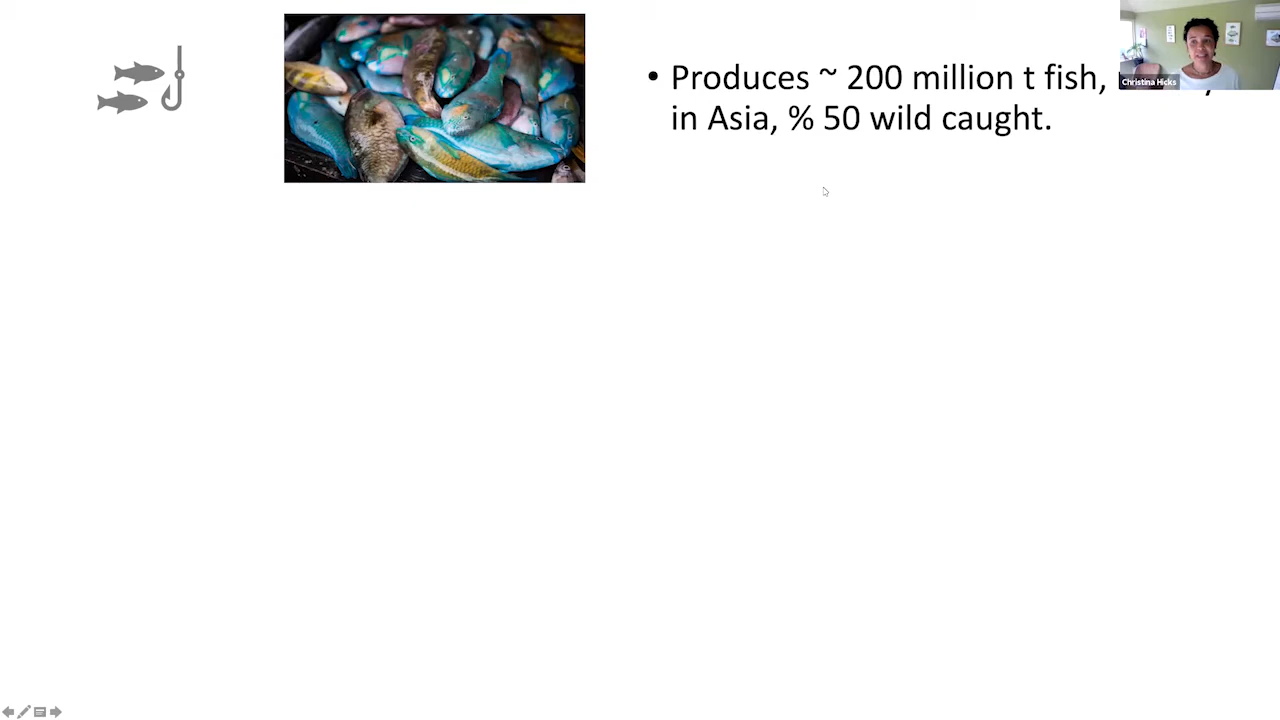 • Produces ~ 200 million t fish,
in Asia, % 50 wild caught.
Christina Hicks